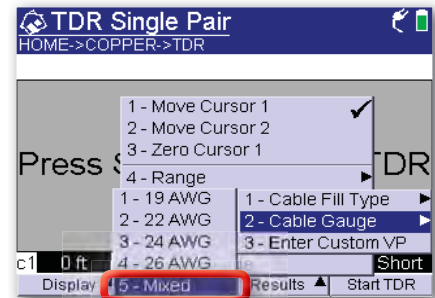 TDR Single Pair
HOME->COPPER->TDR
1 - Move Cursor 1
2 - Move Cursor 2
3 - Zero Cursor 1
Press S TDR
4 - Range
1 - 19 AWG 1 - Cable Fill Type
2 - 22 AWG 2 - Cable Gauge
3 - 24 AWG 3 - Enter Custom VP
c1 0 ft 4 - 26 AWG Short
Display 5 - Mixed Results Start TDR